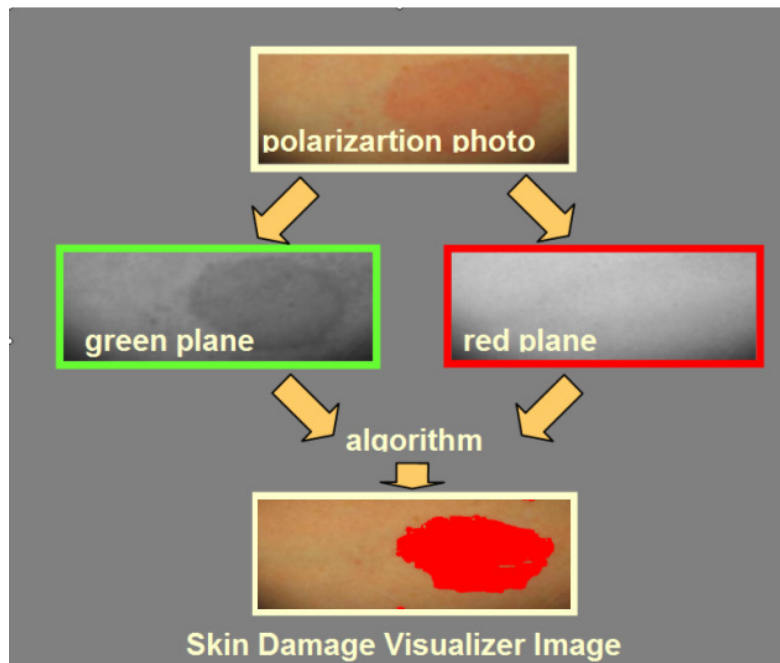 polarizartion photo
green plane
red plane
algorithm
Skin Damage Visualizer Image